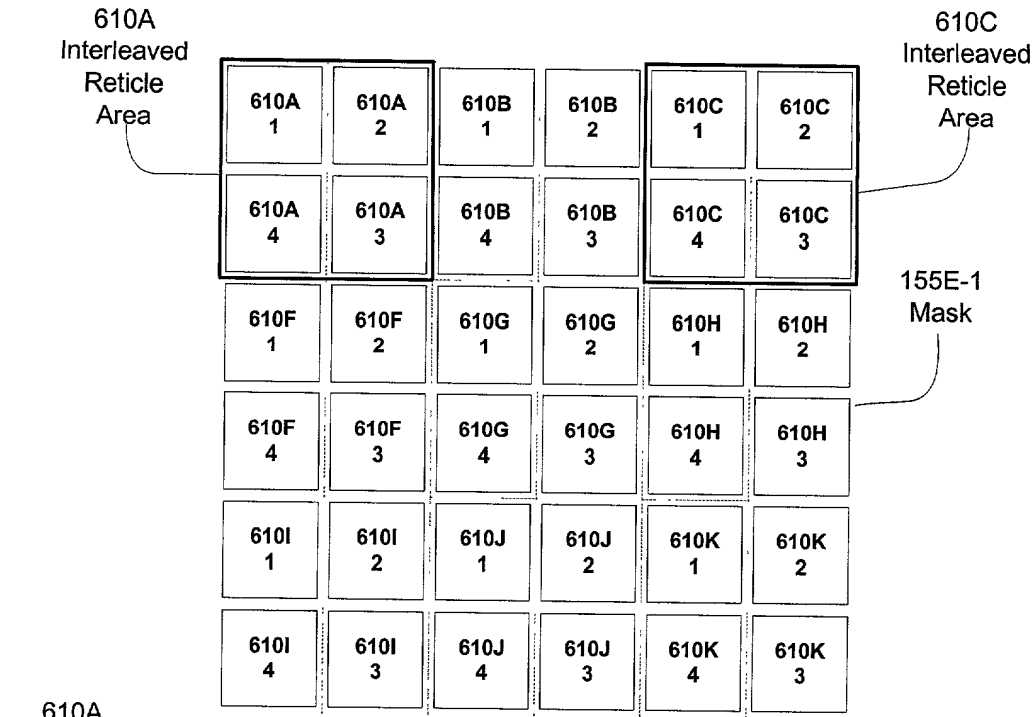 610A
Interleaved
Reticle
Area
610C
Interleaved
Reticle
Area
155E-1
Mask
610A 610A 610B 610B 610C 610C
1 2 1 2 1 2
610A 610A 610B 610B 610C 610C
4 3 4 3 4 3
610F 610F 610G 610G 610H 610H
1 2 1 2 1 2
610F 610F 610G 610G 610H 610H
4 3 4 3 4 3
610I 610I 610J 610J 610K 610K
1 2 1 2 1 2
610I 610I 610J 610J 610K 610K
4 3 4 3 4 3
610A